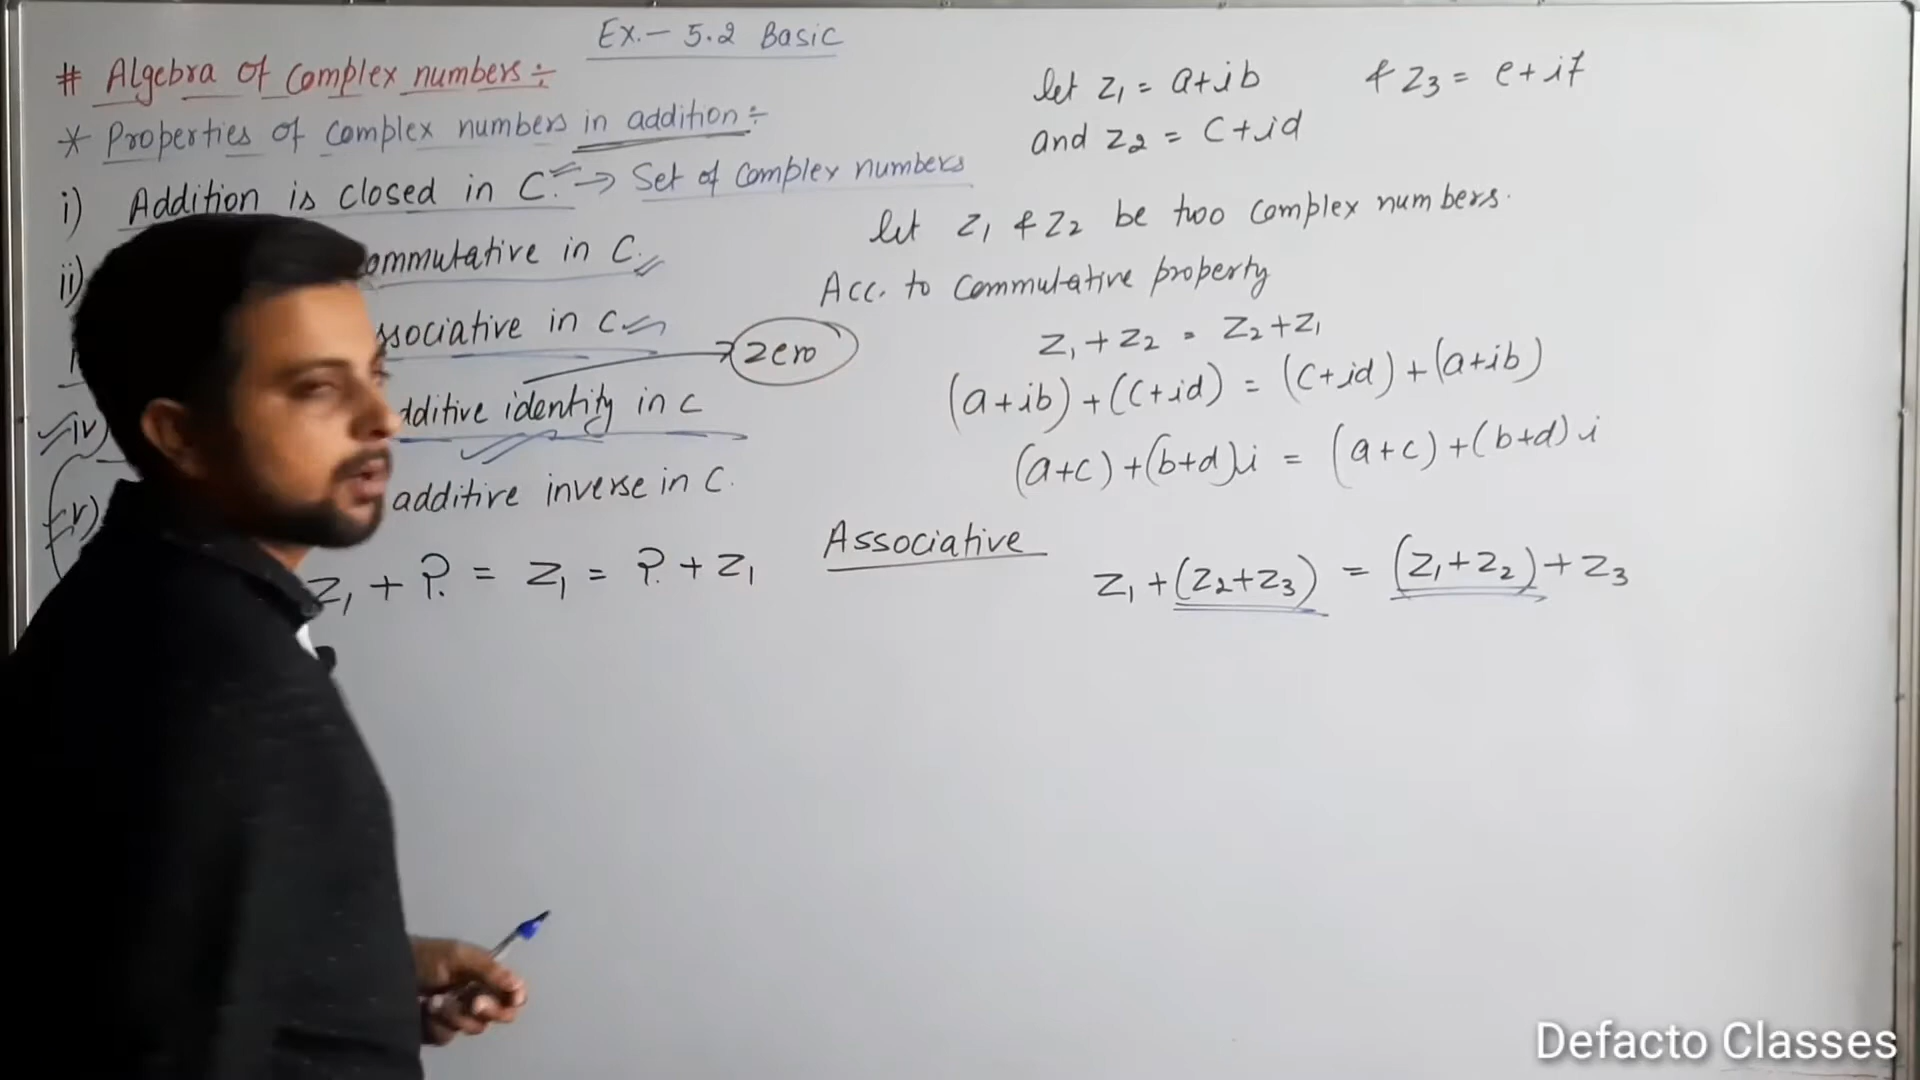 Ex.- 5.2 Basic
# Algebra of Complex numbers ÷
* Properties of Complex numbers in addition ÷
i) Addition is closed in C. → Set of Complex numbers
ii) ommutative in C.
ssociative in C
→ Zero
iv) dditive identity in C
v) additive inverse in C.
z₁ + ? = z₁ = ? + z₁
let z₁ = a+ib & z₃ = e+if
and z₂ = C+id
let z₁ & z₂ be two Complex numbers.
Acc. to Commutative property
z₁ + z₂ = z₂ + z₁
(a+ib) + (C+id) = (C+id) + (a+ib)
(a+c) + (b+d)i = (a+c) + (b+d)i
Associative
z₁ + (z₂+z₃) = (z₁+z₂) + z₃
Defacto Classes